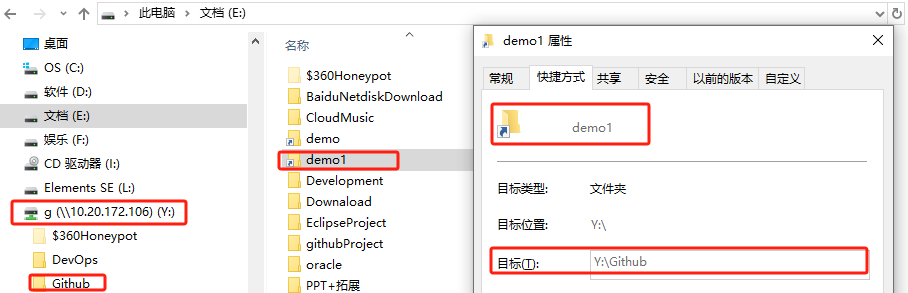 此电脑 > 文档 (E:) >
桌面
OS (C:)
软件 (D:)
文档 (E:)
娱乐 (F:)
CD 驱动器 (I:)
Elements SE (L:)
g (\\10.20.172.106) (Y:)
$360Honeypot
DevOps
Github
名称
$360Honeypot
BaiduNetdiskDownload
CloudMusic
demo
demo1
Development
Downaload
EclipseProject
githubProject
oracle
PPT+拓展
demo1 属性
常规 快捷方式 共享 安全 以前的版本 自定义
demo1
目标类型: 文件夹
目标位置: Y:\
目标(T): Y:\Github